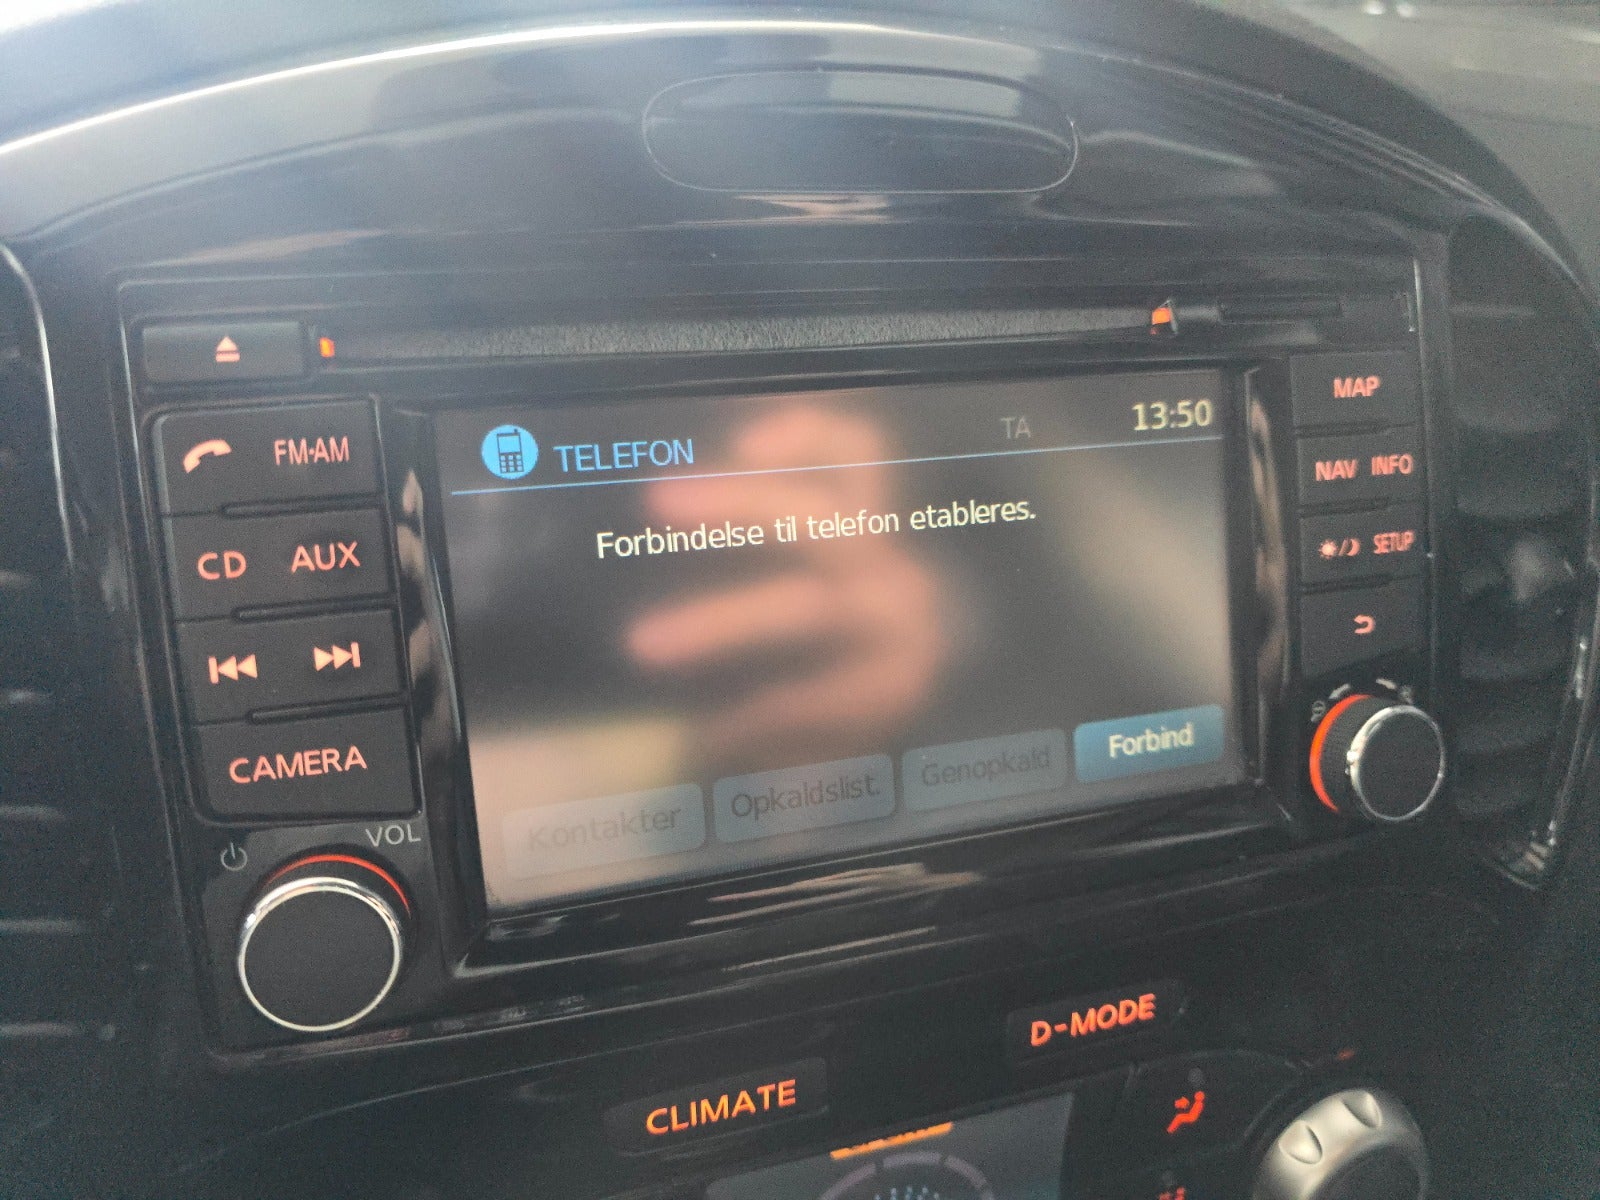 MAP
TELEFON TA 13:50
FM·AM
NAV INFO
Forbindelse til telefon etableres.
CD AUX
SETUP
CAMERA
Kontakter Opkaldslist. Genopkald Forbind
VOL
D-MODE
CLIMATE